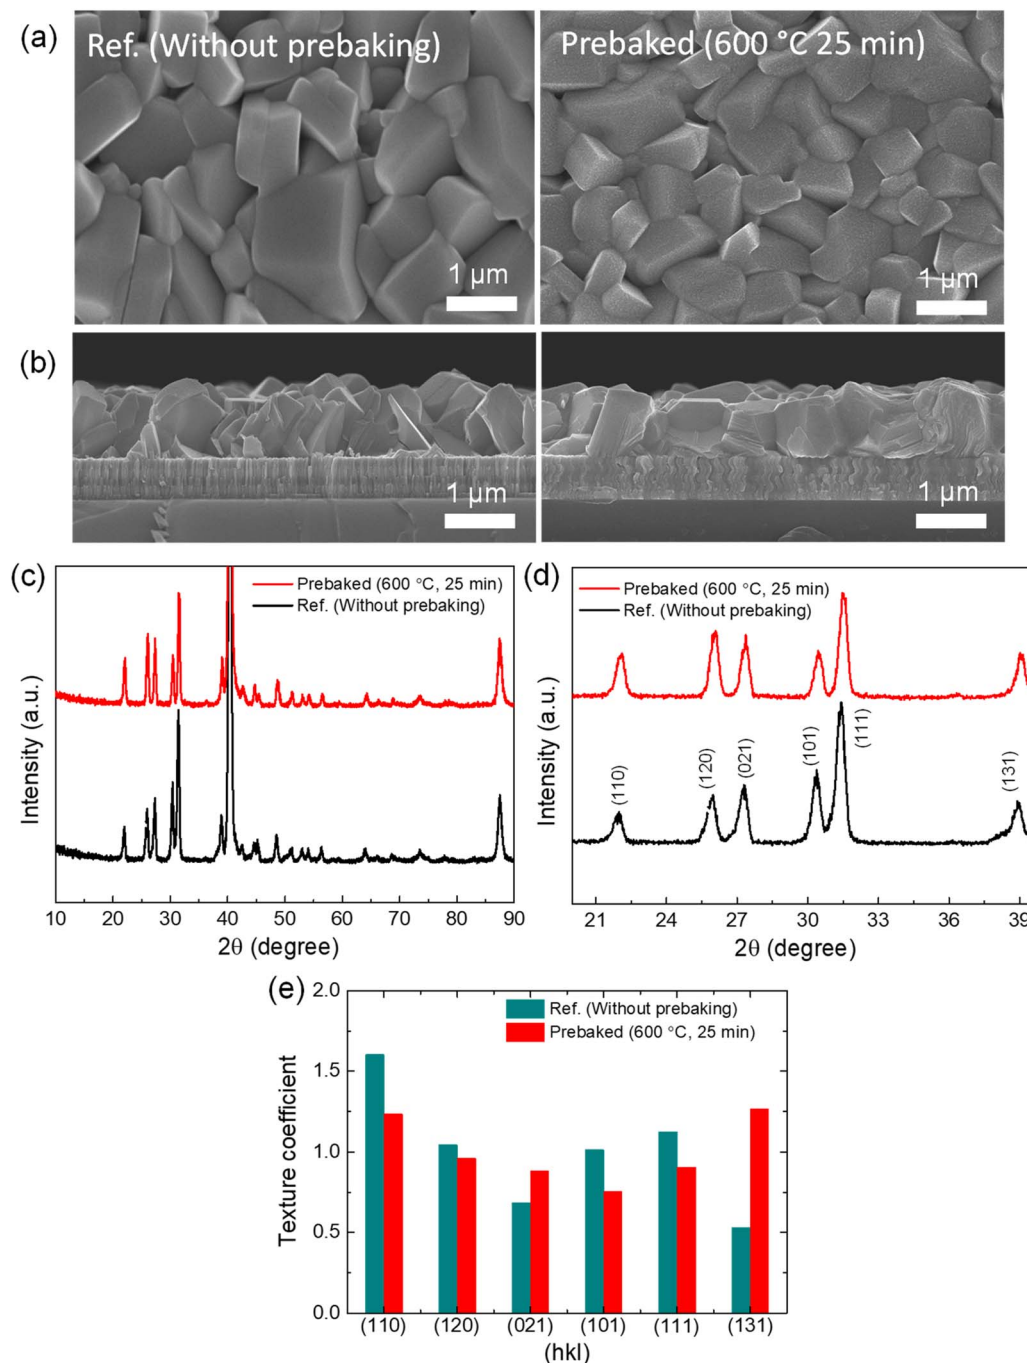 (a)
Ref. (Without prebaking)
1 μm
Prebaked (600 °C 25 min)
1 μm
(b)
1 μm
1 μm
(c)
Prebaked (600 °C, 25 min)
Ref. (Without prebaking)
Intensity (a.u.)
10 20 30 40 50 60 70 80 90
2θ (degree)
(d)
Prebaked (600 °C, 25 min)
Ref. (Without prebaking)
(110)
(120)
(021)
(101)
(111)
(131)
Intensity (a.u.)
21 24 27 30 33 36 39
2θ (degree)
(e)
Ref. (Without prebaking)
Prebaked (600 °C, 25 min)
Texture coefficient
2.0
1.5
1.0
0.5
0.0
(110) (120) (021) (101) (111) (131)
(hkl)